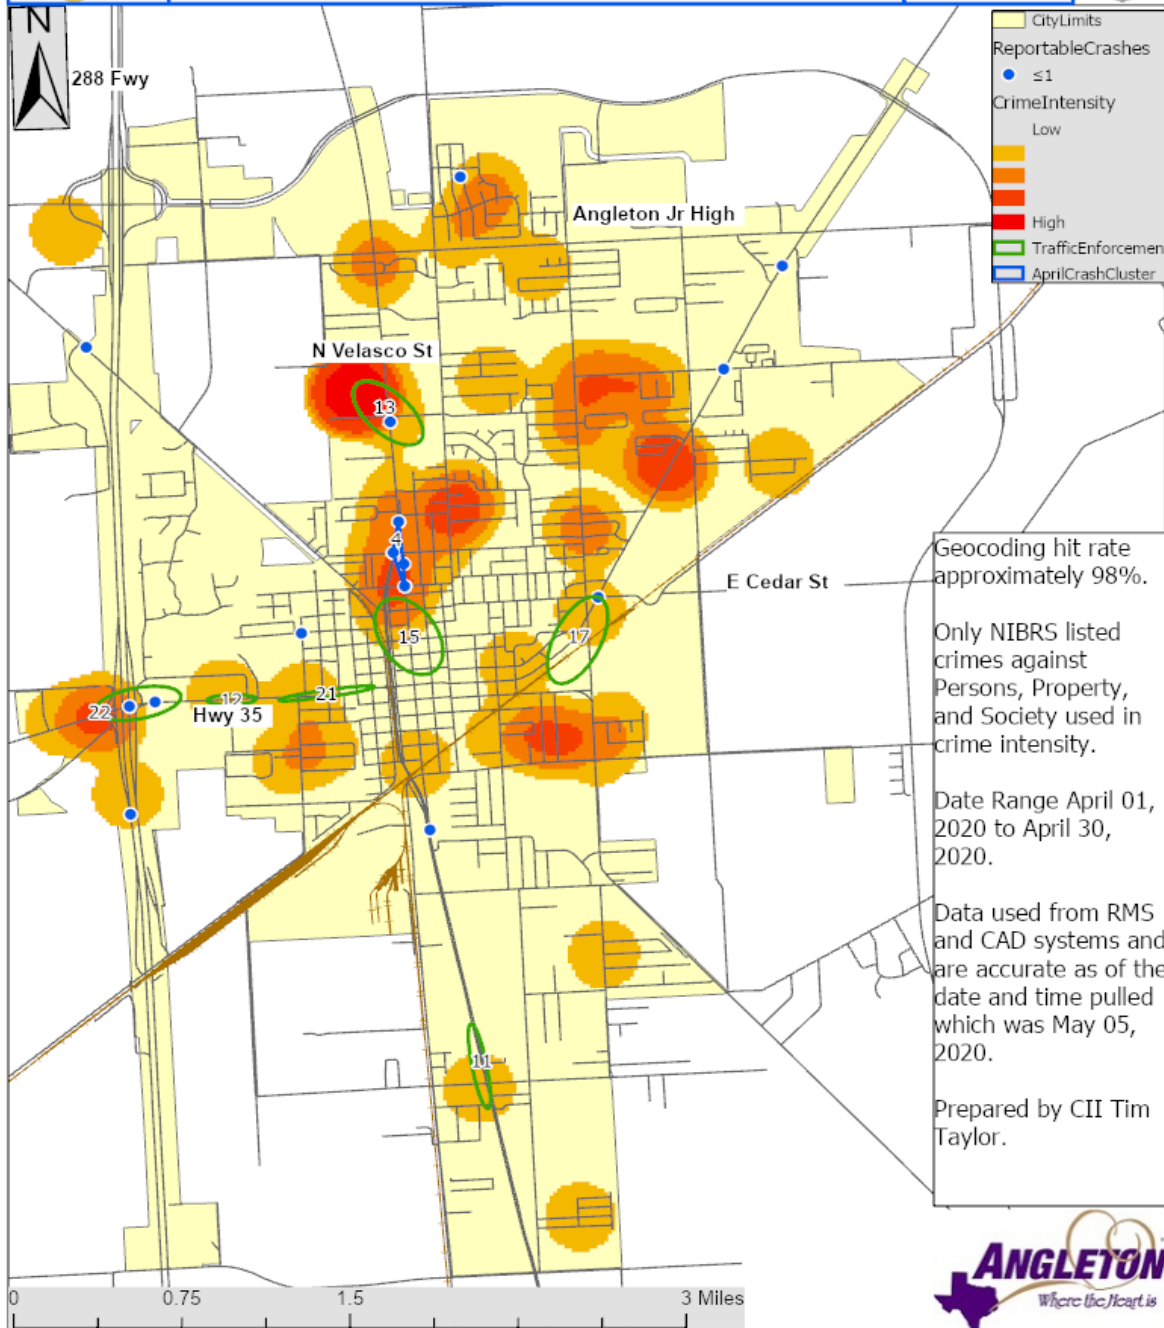 N
288 Fwy
CityLimits
ReportableCrashes
≤1
CrimeIntensity
Low
High
TrafficEnforcemen
AprilCrashCluster
Angleton Jr High
N Velasco St
13
4
E Cedar St
15
17
22
12
21
Hwy 35
11
Geocoding hit rate
approximately 98%.
Only NIBRS listed
crimes against
Persons, Property,
and Society used in
crime intensity.
Date Range April 01,
2020 to April 30,
2020.
Data used from RMS
and CAD systems and
are accurate as of the
date and time pulled
which was May 05,
2020.
Prepared by CII Tim
Taylor.
0 0.75 1.5 3 Miles
ANGLETON
Where the Heart is